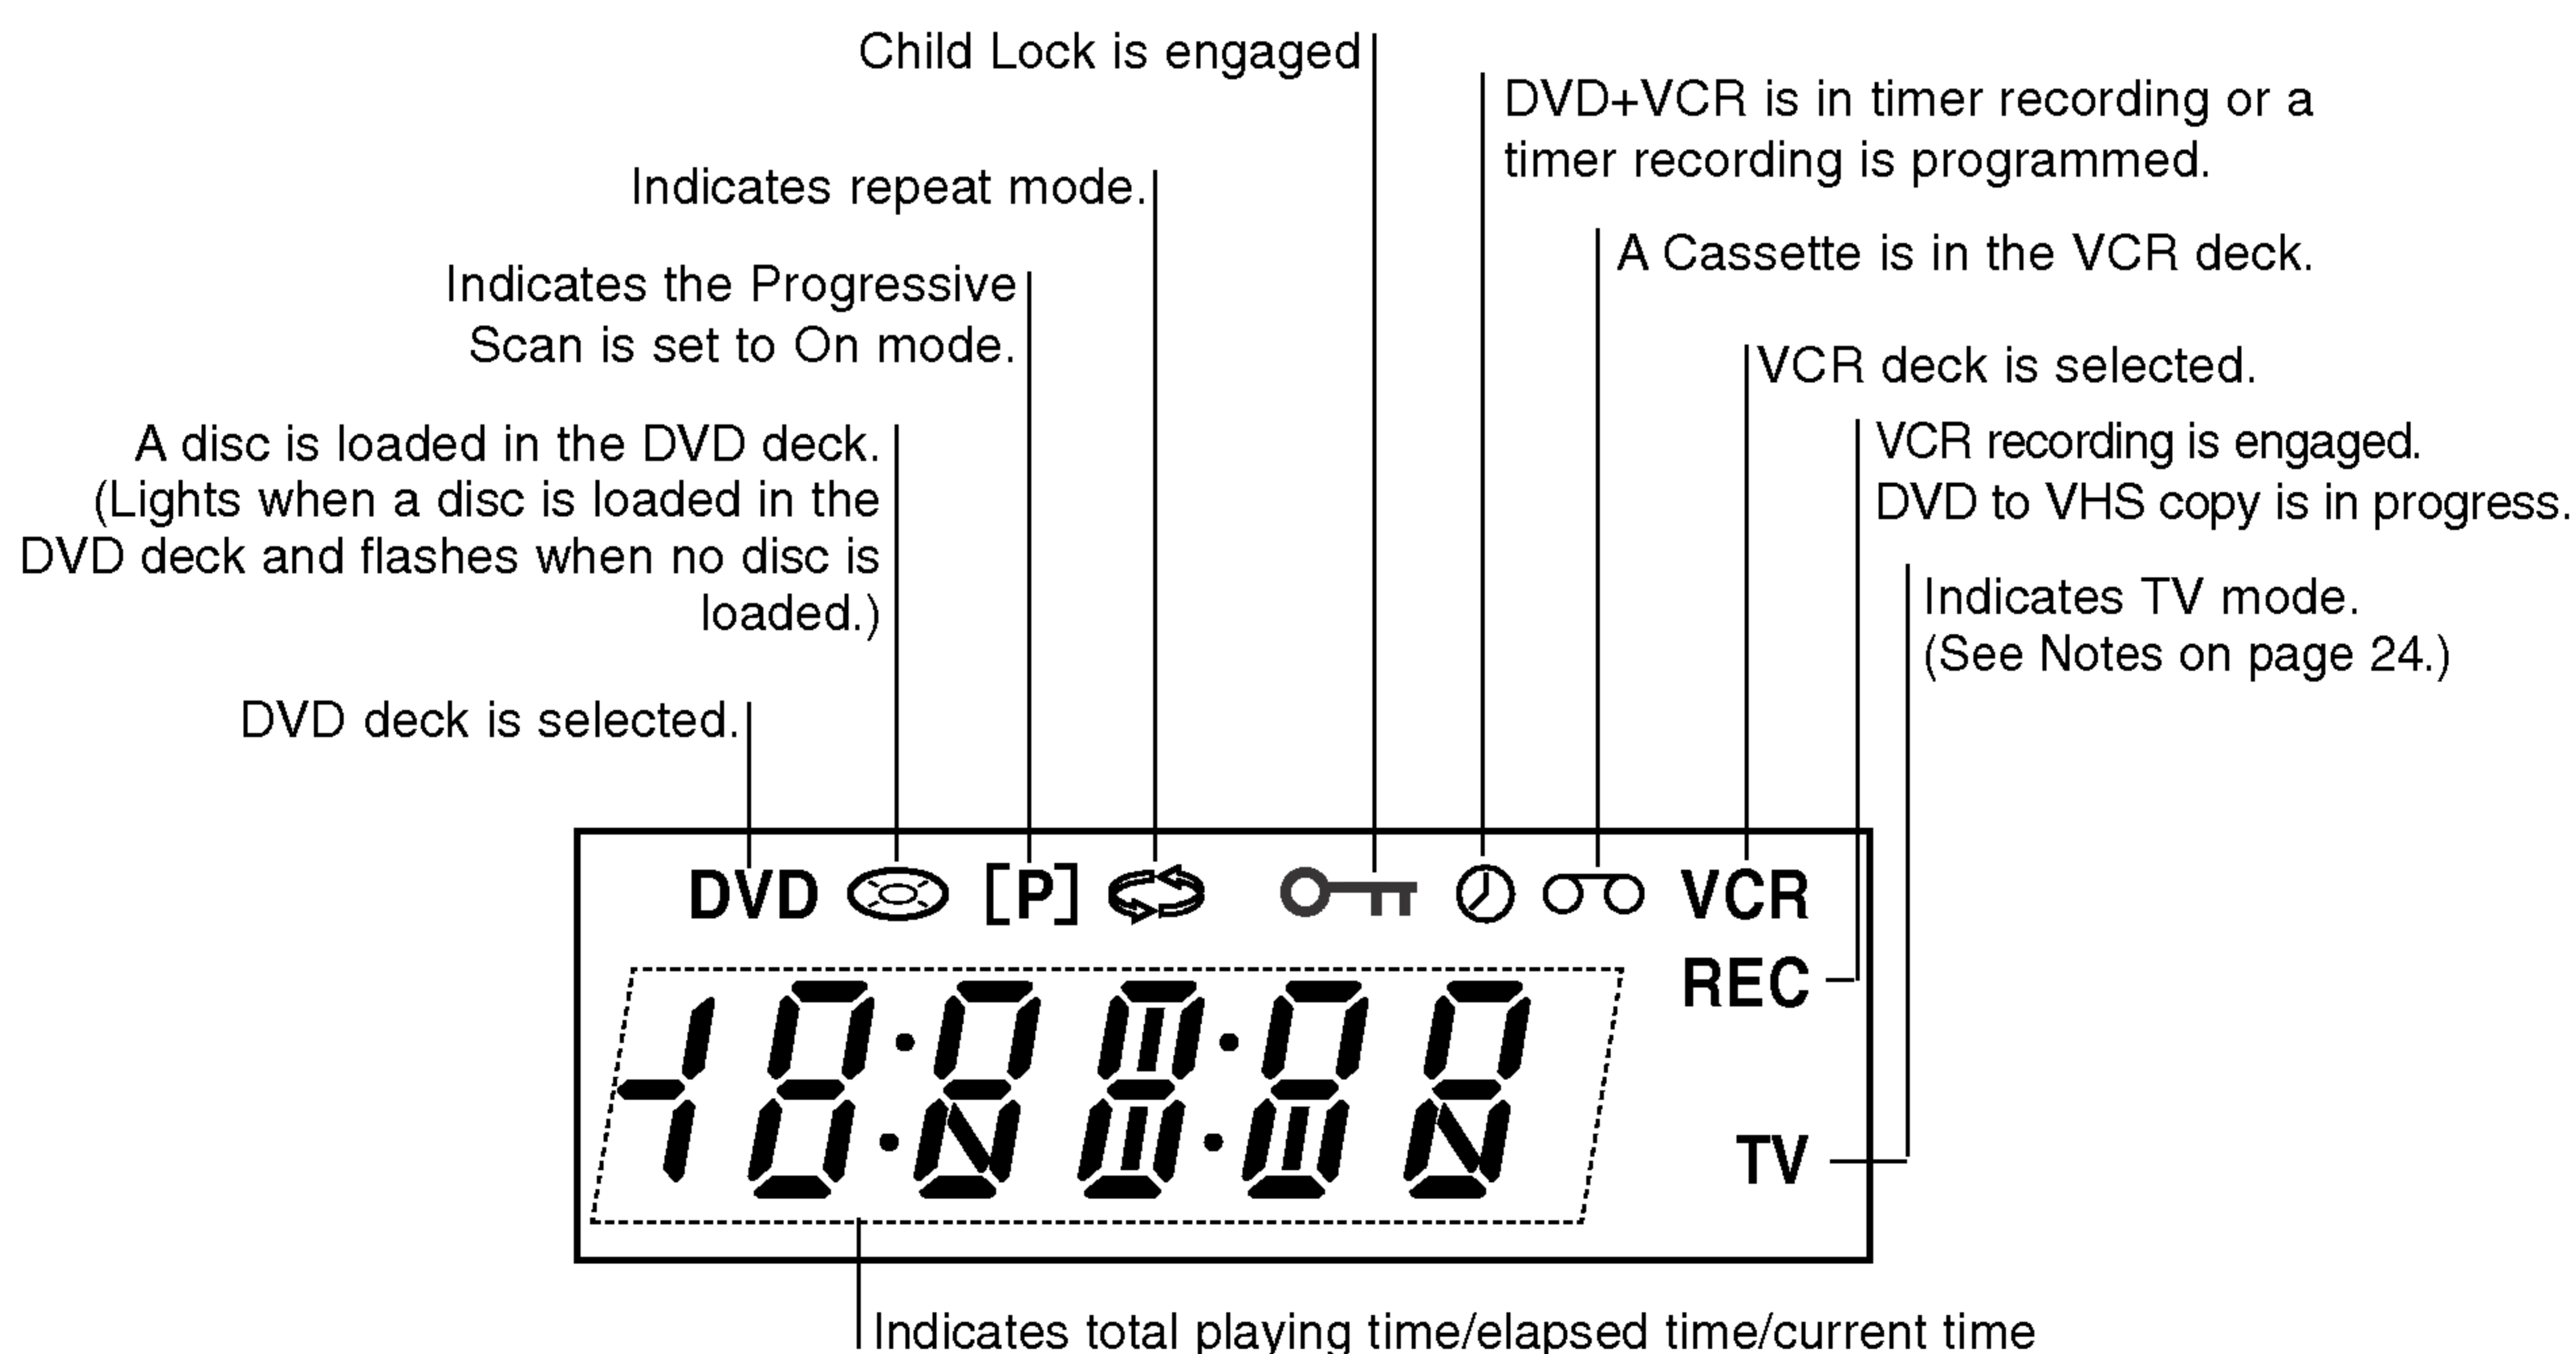 Child Lock is engaged
DVD+VCR is in timer recording or a
timer recording is programmed.
Indicates repeat mode.
A Cassette is in the VCR deck.
Indicates the Progressive
Scan is set to On mode.
VCR deck is selected.
A disc is loaded in the DVD deck.
(Lights when a disc is loaded in the
DVD deck and flashes when no disc is
loaded.)
VCR recording is engaged.
DVD to VHS copy is in progress.
Indicates TV mode.
(See Notes on page 24.)
DVD deck is selected.
DVD [P] VCR
REC
TV
Indicates total playing time/elapsed time/current time